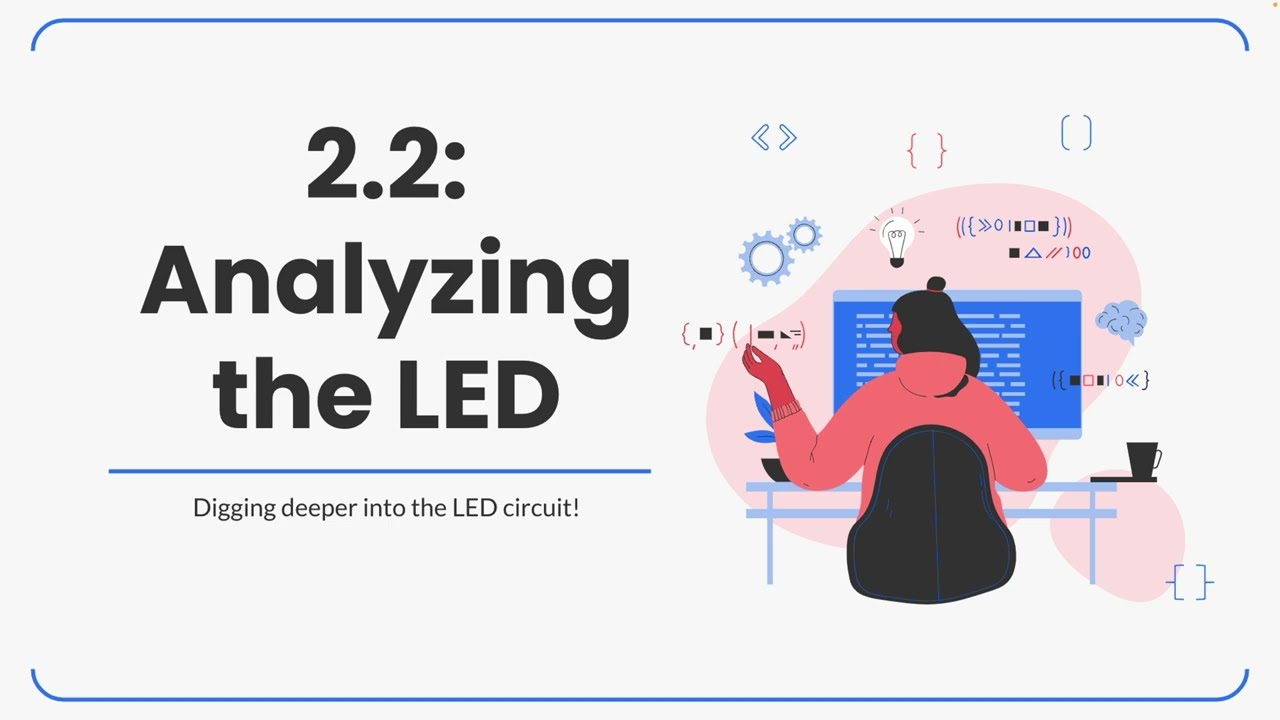 2.2:
Analyzing
the LED
Digging deeper into the LED circuit!